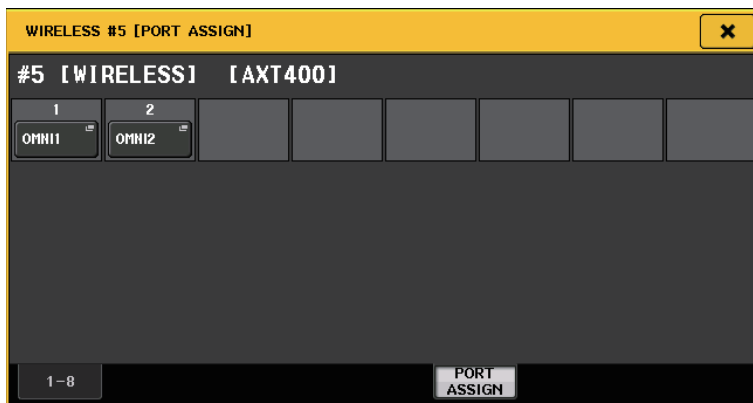 WIRELESS #5 [PORT ASSIGN]
#5 [WIRELESS] [AXT400]
1 2
OMNI1 OMNI2
1-8
PORT
ASSIGN